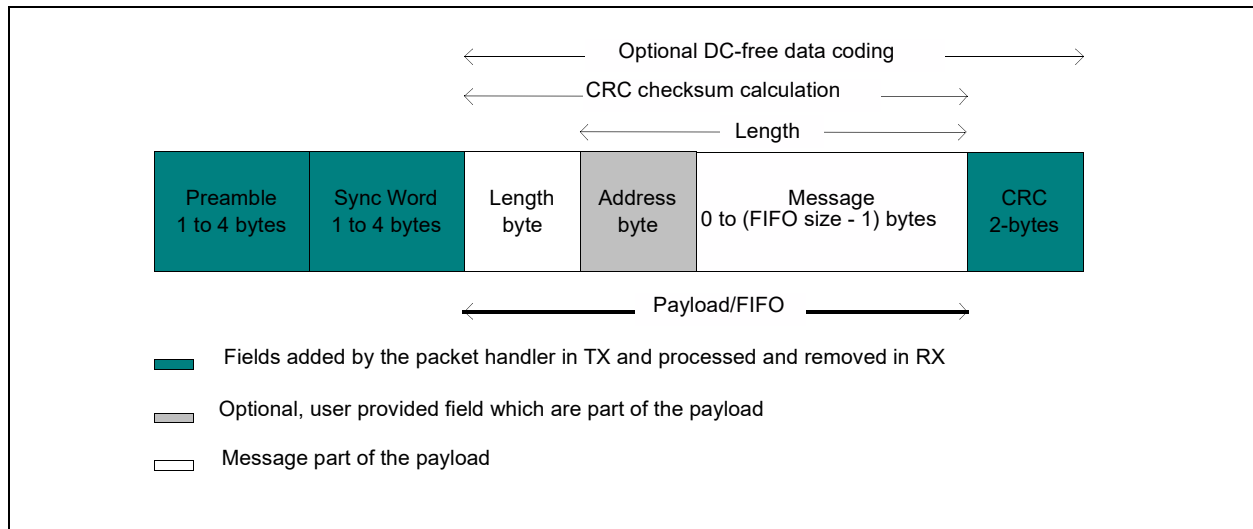 Optional DC-free data coding
CRC checksum calculation
Length
Preamble
1 to 4 bytes
Sync Word
1 to 4 bytes
Length
byte
Address
byte
Message
0 to (FIFO size - 1) bytes
CRC
2-bytes
Payload/FIFO
Fields added by the packet handler in TX and processed and removed in RX
Optional, user provided field which are part of the payload
Message part of the payload